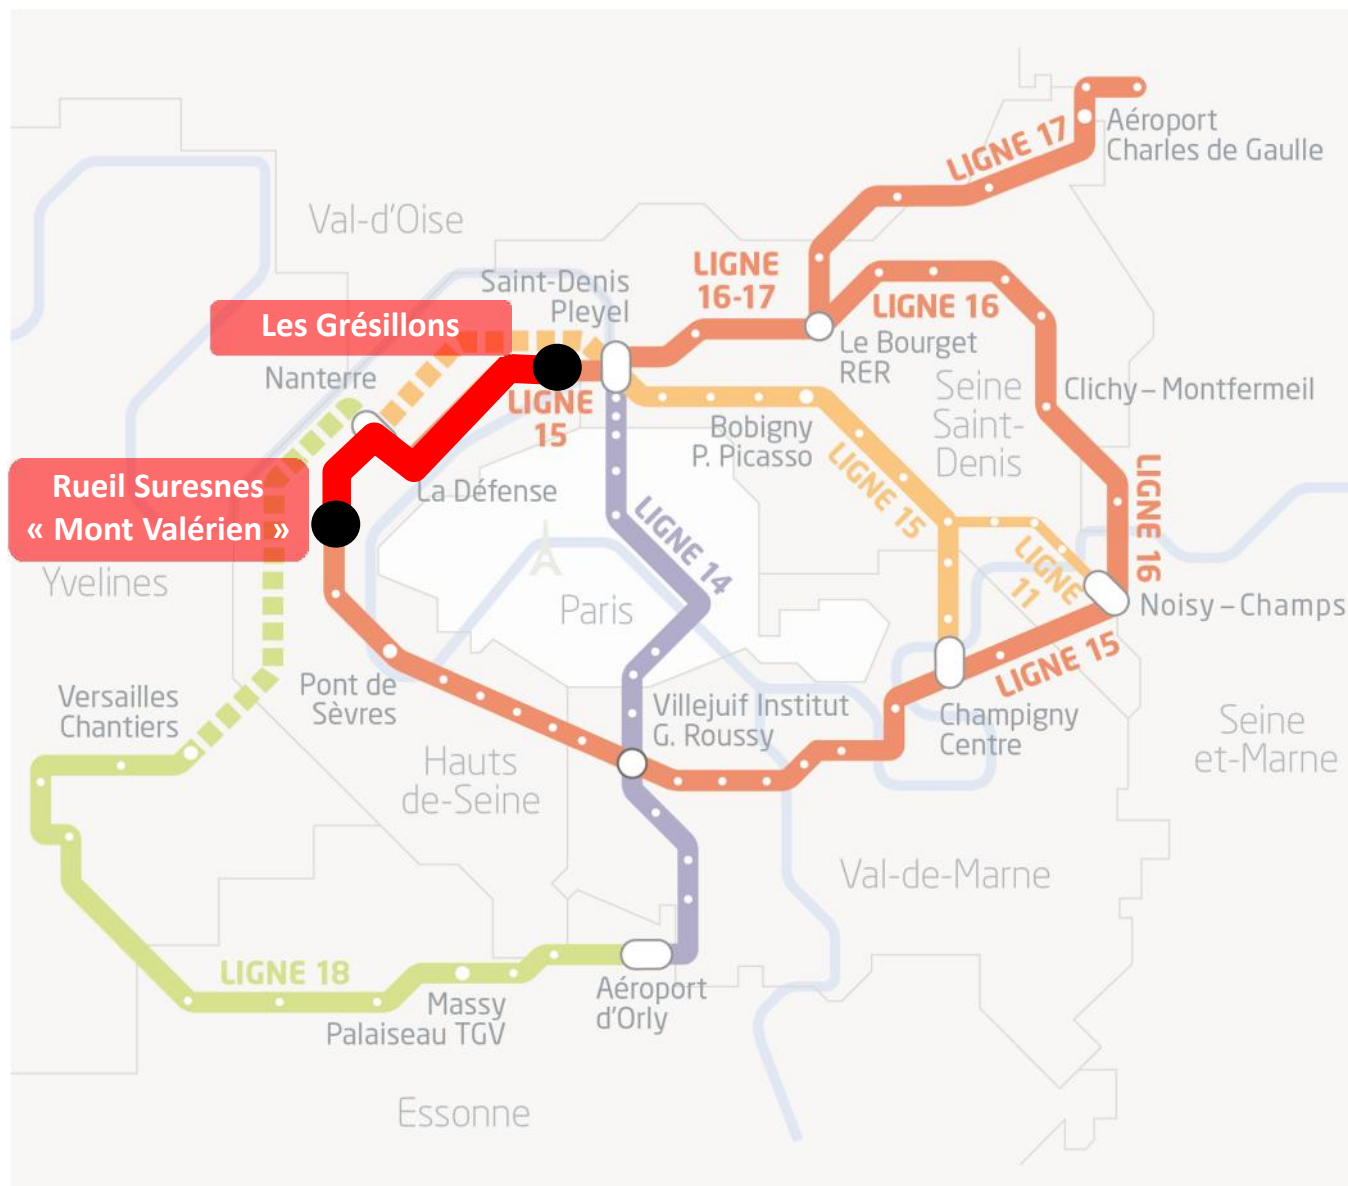 Aéroport
Charles de Gaulle
LIGNE 17
Val-d'Oise
Saint-Denis
Pleyel
LIGNE
16-17
LIGNE 16
Les Grésillons
Le Bourget
RER
Nanterre
Seine
Saint-
Denis
Clichy – Montfermeil
LIGNE
15
Bobigny
P. Picasso
LIGNE 15
Rueil Suresnes
« Mont Valérien »
La Défense
LIGNE 14
LIGNE 16
LIGNE
11
Yvelines
Paris
Noisy – Champs
LIGNE 15
Versailles
Chantiers
Pont de
Sèvres
Villejuif Institut
G. Roussy
Champigny
Centre
Seine
et-Marne
Hauts
de-Seine
Val-de-Marne
LIGNE 18
Massy
Palaiseau TGV
Aéroport
d'Orly
Essonne